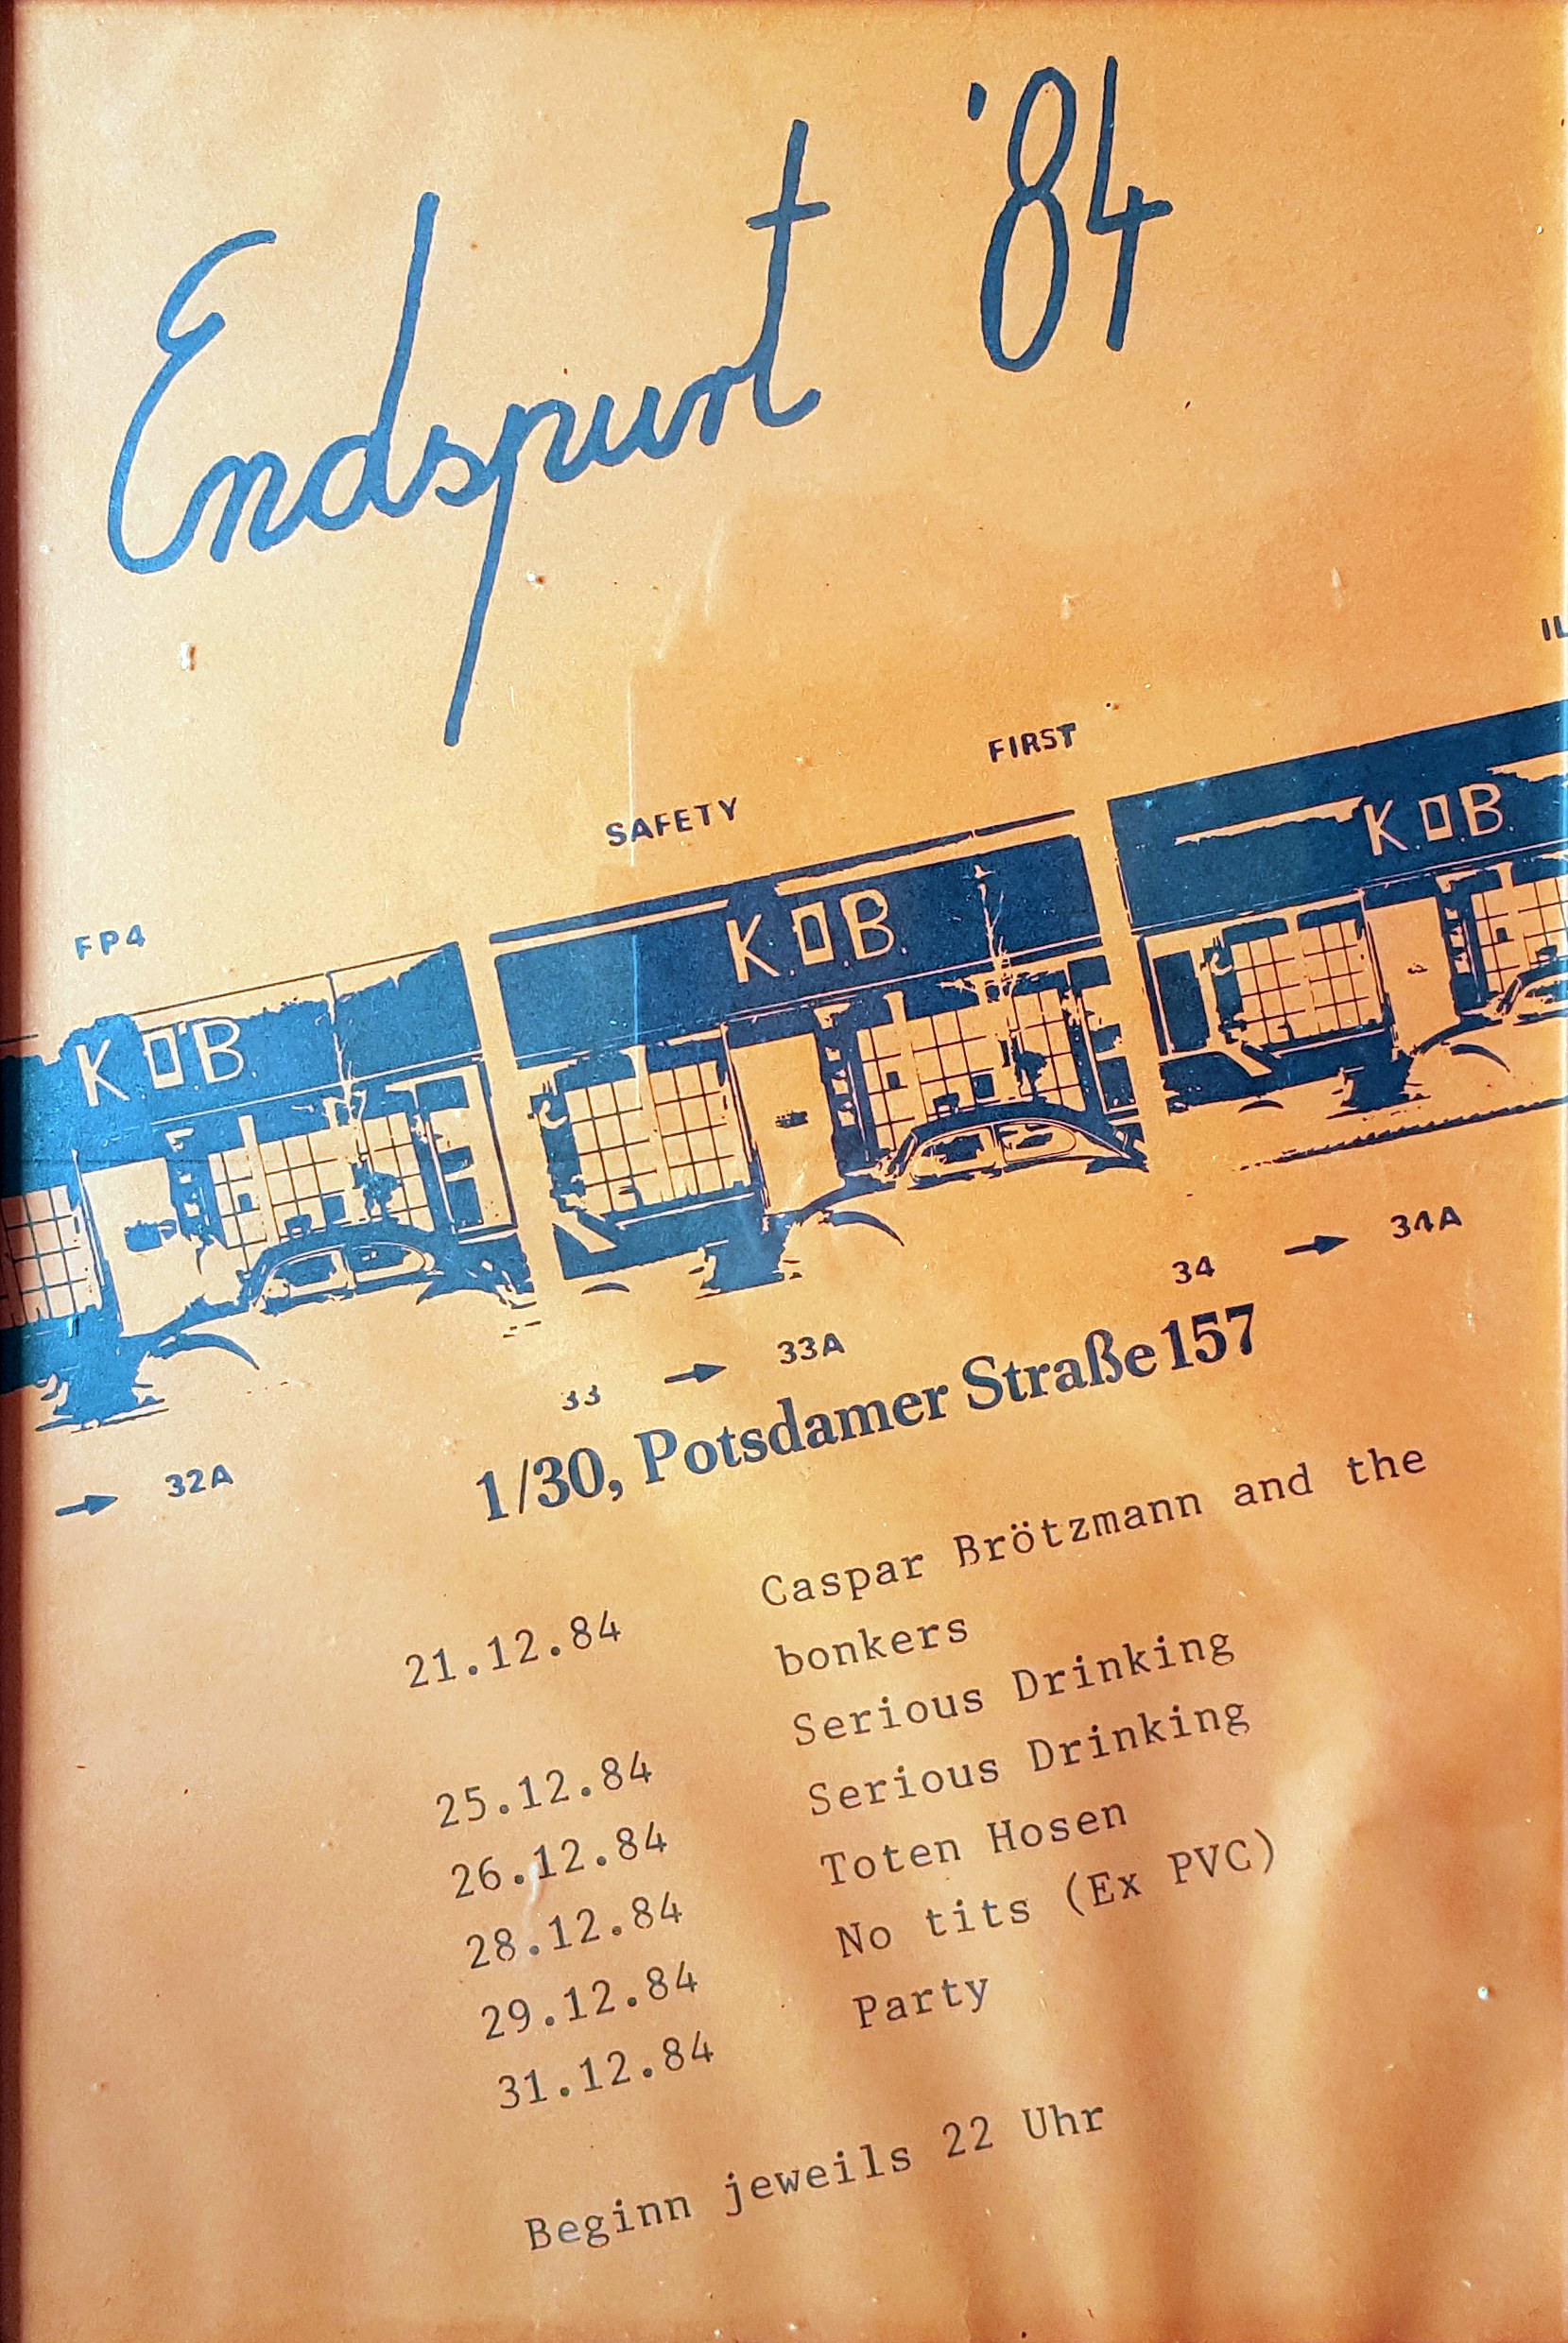 Endspurt '84
FP4
SAFETY
FIRST
K.O.B.
K.O.B.
K.O.B.
32A
33
33A
34
34A
1/30, Potsdamer Straße 157
21.12.84 Caspar Brötzmann and the
bonkers
25.12.84 Serious Drinking
26.12.84 Serious Drinking
28.12.84 Toten Hosen
29.12.84 No tits (Ex PVC)
31.12.84 Party
Beginn jeweils 22 Uhr